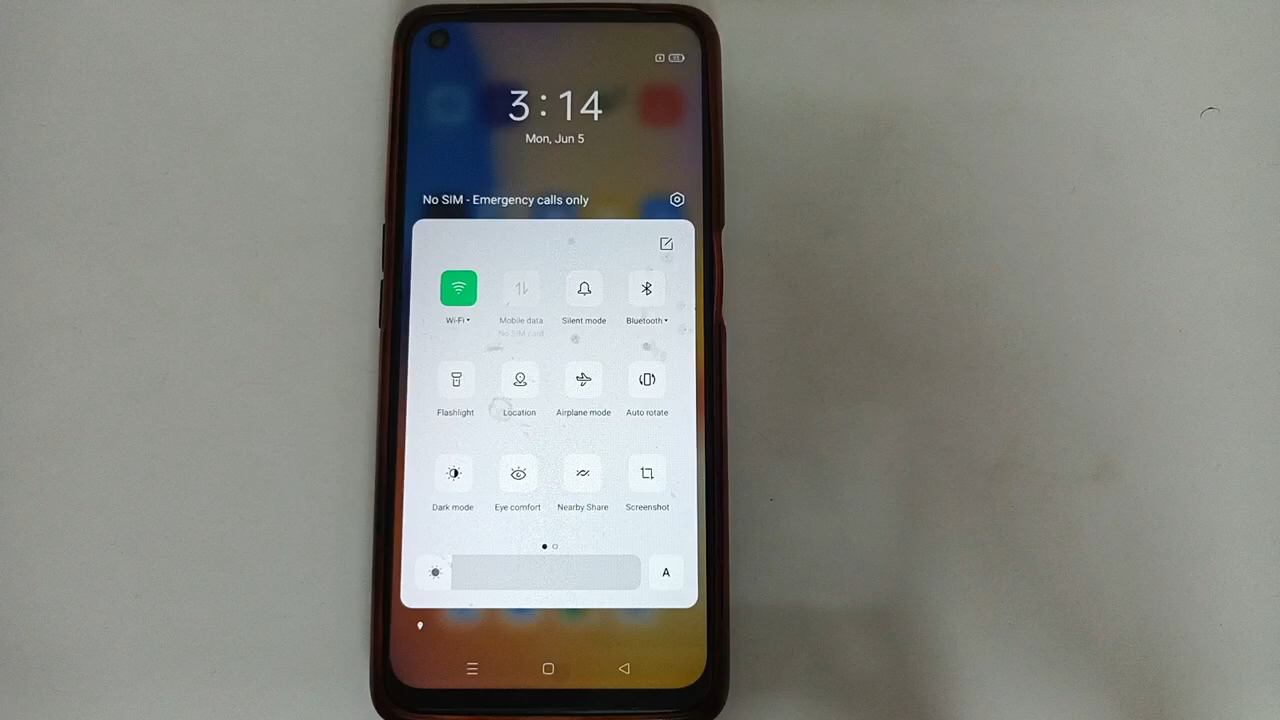 3:14
Mon, Jun 5
No SIM - Emergency calls only
Wi-Fi
Mobile data
No SIM card
Silent mode
Bluetooth
Flashlight
Location
Airplane mode
Auto rotate
Dark mode
Eye comfort
Nearby Share
Screenshot
A